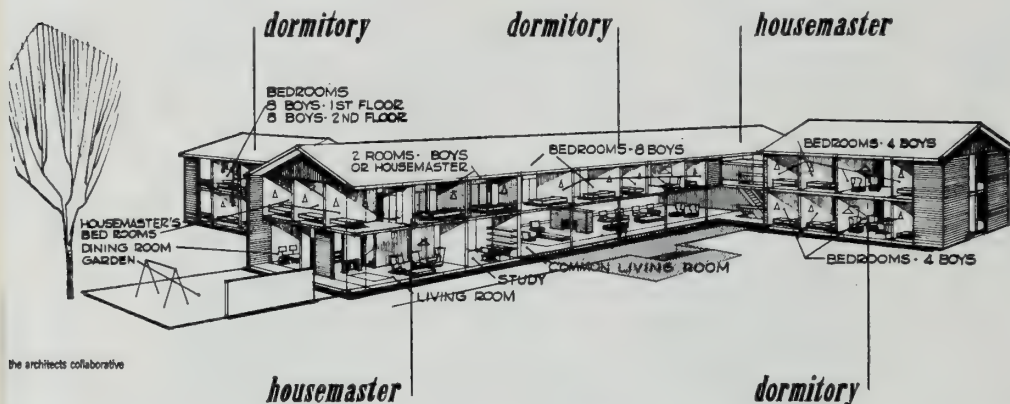 dormitory
dormitory
housemaster
BEDROOMS
8 BOYS · 1ST FLOOR
8 BOYS · 2ND FLOOR
2 ROOMS · BOYS
OR HOUSEMASTER
BEDROOMS · 8 BOYS
BEDROOMS · 4 BOYS
HOUSEMASTER'S
BED ROOMS
DINING ROOM
GARDEN
STUDY
COMMON LIVING ROOM
LIVING ROOM
BEDROOMS · 4 BOYS
the architects collaborative
housemaster
dormitory